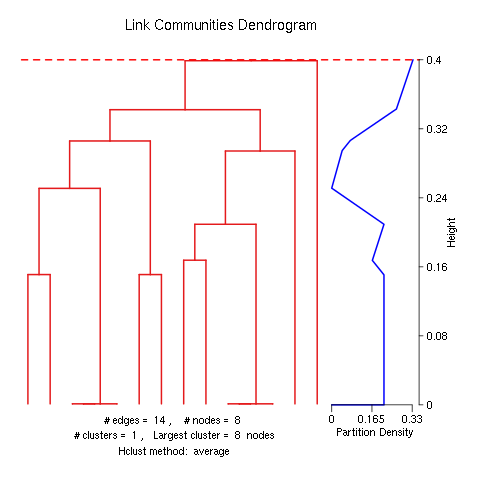 Link Communities Dendrogram
0.4
0.32
0.24
0.16
0.08
0
Height
0 0.165 0.33
Partition Density
# edges = 14 , # nodes = 8
# clusters = 1 , Largest cluster = 8 nodes
Hclust method: average